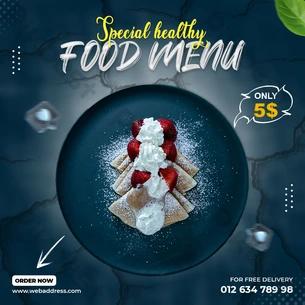 Special healthy
FOOD MENU
ONLY
5$
ORDER NOW
www.webaddress.com
FOR FREE DELIVERY
012 634 789 98